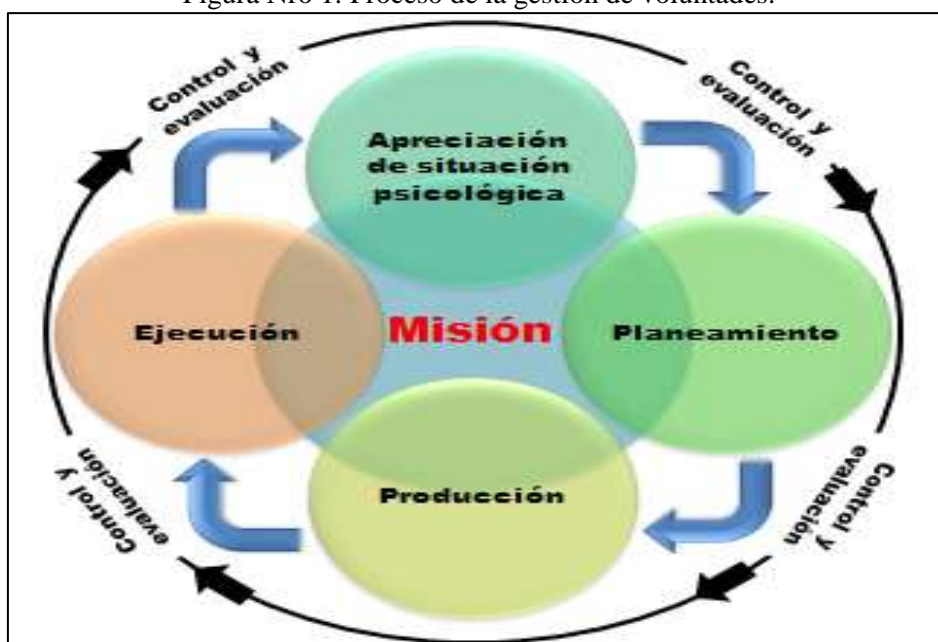 Figura Nro 1. Proceso de la gestión de voluntades.
Control y
evaluación
Control y
evaluación
Apreciación
de situación
psicológica
Ejecución
Misión
Planeamiento
Producción
Control y
evaluación
Control y
evaluación